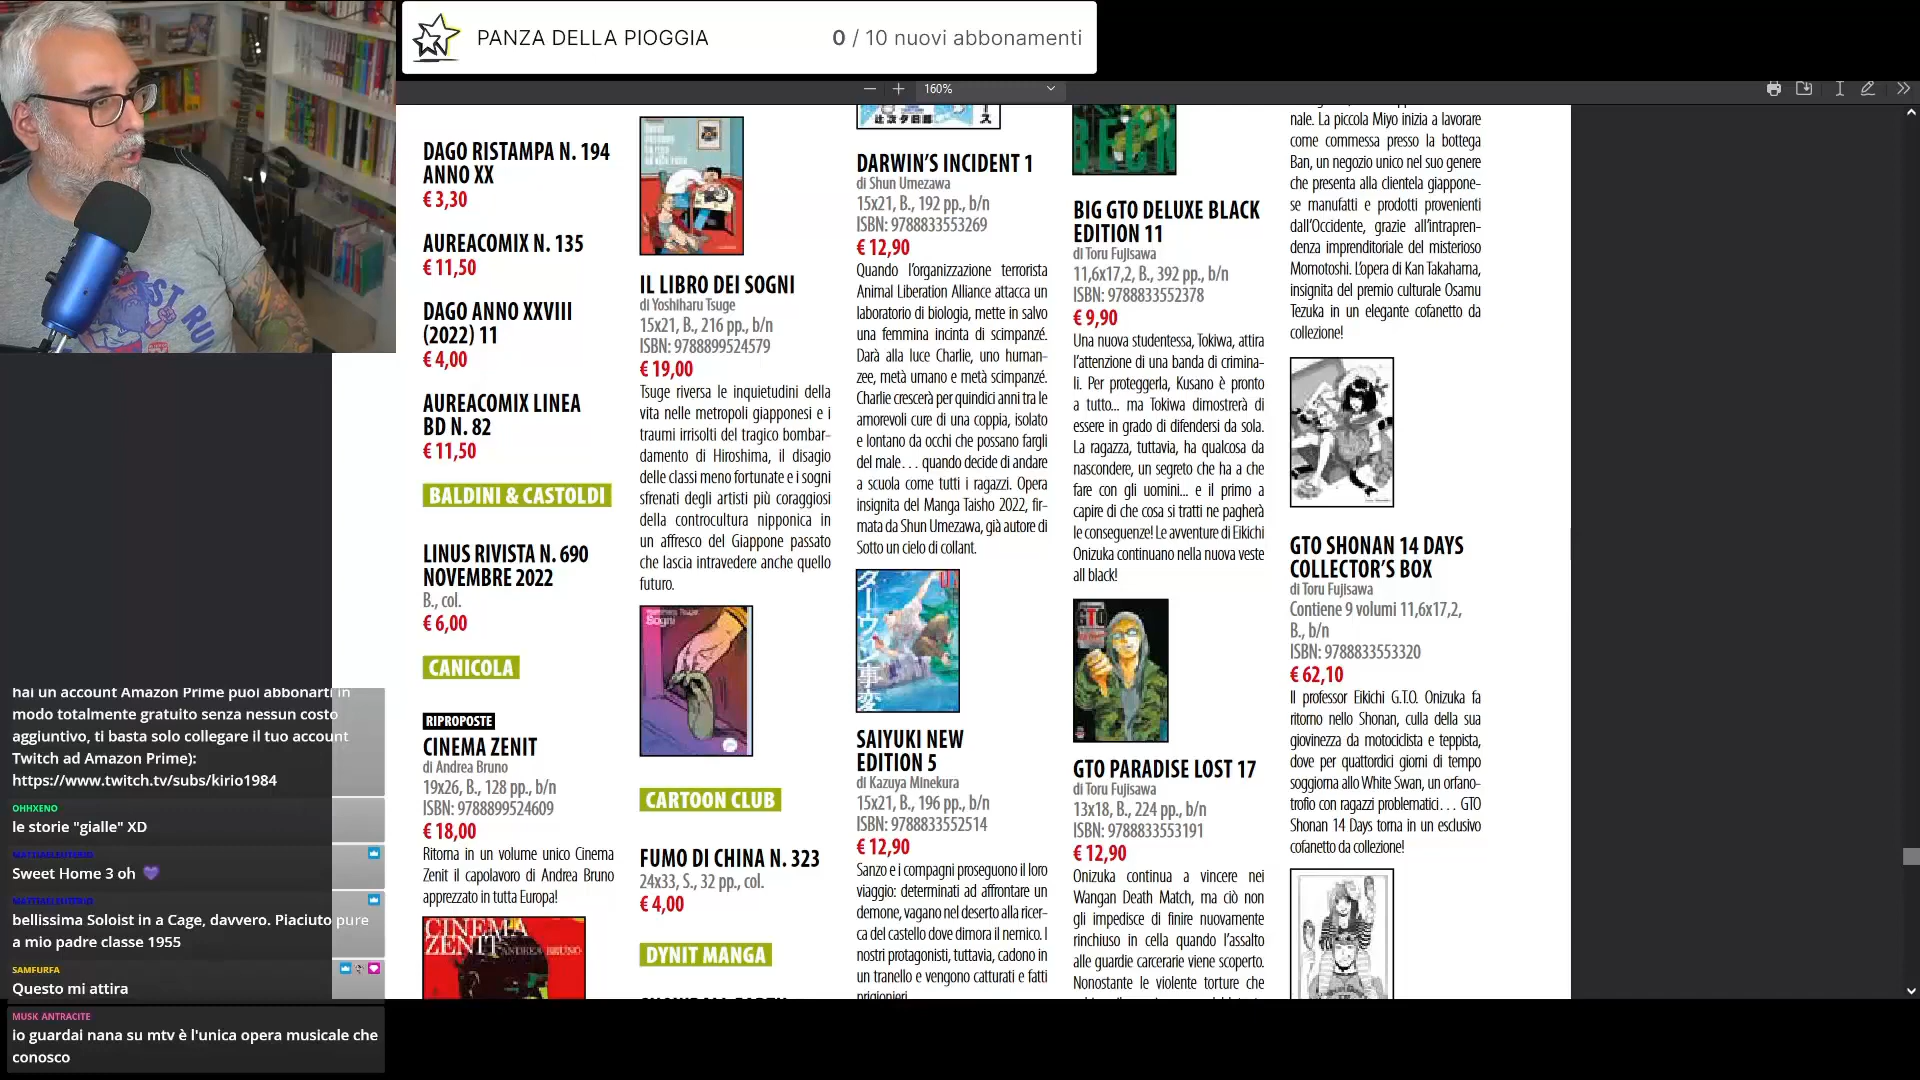 PANZA DELLA PIOGGIA
0 / 10 nuovi abbonamenti
160%
DAGO RISTAMPA N. 194
ANNO XX
€ 3,30
AUREACOMIX N. 135
€ 11,50
DAGO ANNO XXVIII
(2022) 11
€ 4,00
AUREACOMIX LINEA
BD N. 82
€ 11,50
BALDINI & CASTOLDI
LINUS RIVISTA N. 690
NOVEMBRE 2022
B., col.
€ 6,00
CANICOLA
RIPROPOSTE
CINEMA ZENIT
di Andrea Bruno
19x26, B., 128 pp., b/n
ISBN: 9788899524609
€ 18,00
Ritorna in un volume unico Cinema
Zenit il capolavoro di Andrea Bruno
apprezzato in tutta Europa!
CINEMA
ZENIT
ANDREA BRUNO
IL LIBRO DEI SOGNI
di Yoshiharu Tsuge
15x21, B., 216 pp., b/n
ISBN: 9788899524579
€ 19,00
Tsuge riversa le inquietudini della
vita nelle metropoli giapponesi e i
traumi irrisolti del tragico bombar-
damento di Hiroshima, il disagio
delle classi meno fortunate e i sogni
sfrenati degli artisti più coraggiosi
della controcultura nipponica in
un affresco del Giappone passato
che lascia intravedere anche quello
futuro.
Sogni
CARTOON CLUB
FUMO DI CHINA N. 323
24x33, S., 32 pp., col.
€ 4,00
DYNIT MANGA
DARWIN'S INCIDENT 1
di Shun Umezawa
15x21, B., 192 pp., b/n
ISBN: 9788833553269
€ 12,90
Quando l'organizzazione terrorista
Animal Liberation Alliance attacca un
laboratorio di biologia, mette in salvo
una femmina incinta di scimpanzé.
Darà alla luce Charlie, uno human-
zee, metà umano e metà scimpanzé.
Charlie crescerà per quindici anni tra le
amorevoli cure di una coppia, isolato
e lontano da occhi che possano fargli
del male… quando decide di andare
a scuola come tutti i ragazzi. Opera
insignita del Manga Taisho 2022, fir-
mata da Shun Umezawa, già autore di
Sotto un cielo di collant.
ダーウィン事変
01
SAIYUKI NEW
EDITION 5
di Kazuya Minekura
15x21, B., 196 pp., b/n
ISBN: 9788833552514
€ 12,90
Sanzo e i compagni proseguono il loro
viaggio: determinati ad affrontare un
demone, vagano nel deserto alla ricer-
ca del castello dove dimora il nemico. I
nostri protagonisti, tuttavia, cadono in
un tranello e vengono catturati e fatti
prigionieri
BECK
BIG GTO DELUXE BLACK
EDITION 11
di Toru Fujisawa
11,6x17,2, B., 392 pp., b/n
ISBN: 9788833552378
€ 9,90
Una nuova studentessa, Tokiwa, attira
l'attenzione di una banda di crimina-
li. Per proteggerla, Kusano è pronto
a tutto... ma Tokiwa dimostrerà di
essere in grado di difendersi da sola.
La ragazza, tuttavia, ha qualcosa da
nascondere, un segreto che ha a che
fare con gli uomini... e il primo a
capire di che cosa si tratti ne pagherà
le conseguenze! Le avventure di Eikichi
Onizuka continuano nella nuova veste
all black!
GTO
GTO PARADISE LOST 17
di Toru Fujisawa
13x18, B., 224 pp., b/n
ISBN: 9788833553191
€ 12,90
Onizuka continua a vincere nei
Wangan Death Match, ma ciò non
gli impedisce di finire nuovamente
rinchiuso in cella quando l'assalto
alle guardie carcerarie viene scoperto.
Nonostante le violente torture che
nale. La piccola Miyo inizia a lavorare
come commessa presso la bottega
Ban, un negozio unico nel suo genere
che presenta alla clientela giappone-
se manufatti e prodotti provenienti
dall'Occidente, grazie all'intrapren-
denza imprenditoriale del misterioso
Momotoshi. L'opera di Kan Takahama,
insignita del premio culturale Osamu
Tezuka in un elegante cofanetto da
collezione!
GTO SHONAN 14 DAYS
COLLECTOR'S BOX
di Toru Fujisawa
Contiene 9 volumi 11,6x17,2,
B., b/n
ISBN: 9788833553320
€ 62,10
Il professor Eikichi G.T.O. Onizuka fa
ritorno nello Shonan, culla della sua
giovinezza da motociclista e teppista,
dove per quattordici giorni di tempo
soggiorna allo White Swan, un orfano-
trofio con ragazzi problematici… GTO
Shonan 14 Days torna in un esclusivo
cofanetto da collezione!
hai un account Amazon Prime puoi abbonarti in
modo totalmente gratuito senza nessun costo
aggiuntivo, ti basta solo collegare il tuo account
Twitch ad Amazon Prime):
https://www.twitch.tv/subs/kirio1984
OHHXENO
le storie "gialle" XD
Sweet Home 3 oh 💜
bellissima Soloist in a Cage, davvero. Piaciuto pure
a mio padre classe 1955
SAMFURFA
Questo mi attira
MUSK ANTRACITE
io guardai nana su mtv è l'unica opera musicale che
conosco